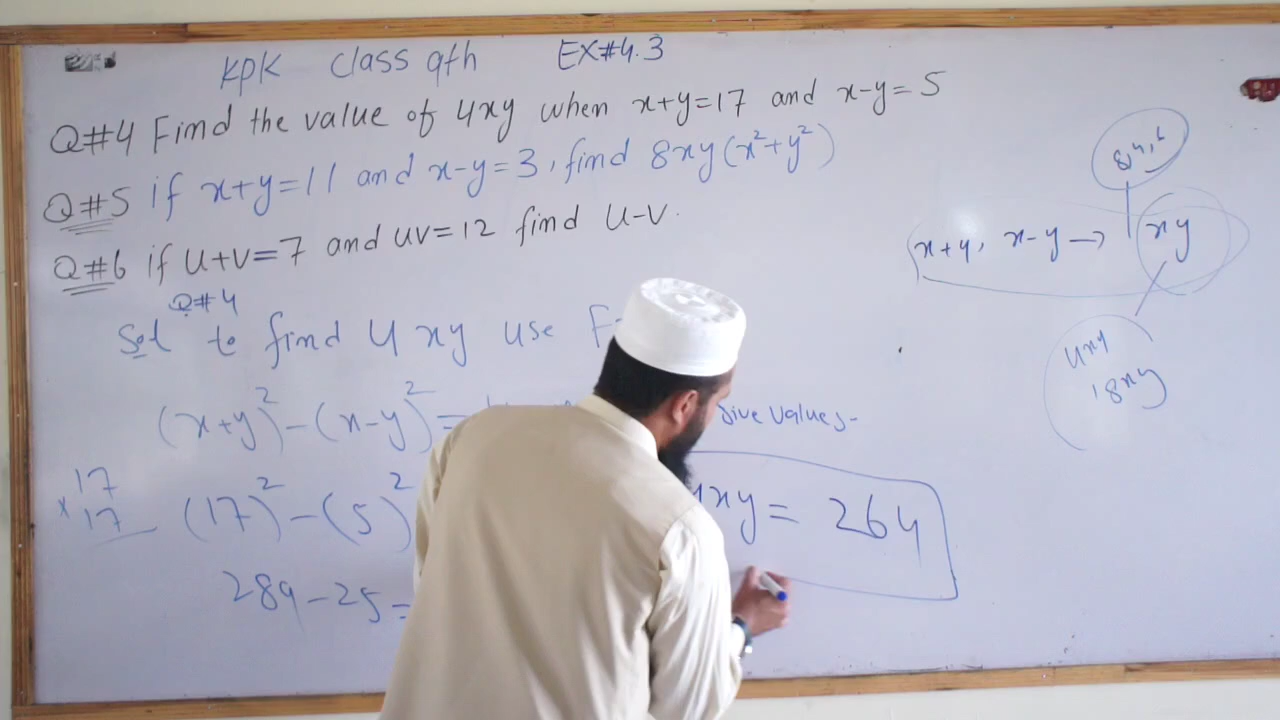 KPK class 9th EX#4.3
Q#4 Find the value of 4xy when x+y=17 and x-y=5
Q#5 if x+y=11 and x-y=3, find 8xy(x²+y²)
Q#6 if u+v=7 and uv=12 find u-v.
Q#4
Sol to find 4xy use
(x+y)²-(x-y)²=
Give values-
17
×17
(17)²-(5)²
4xy = 264
289-25=
x+y, x-y→ xy
4xy
18xy